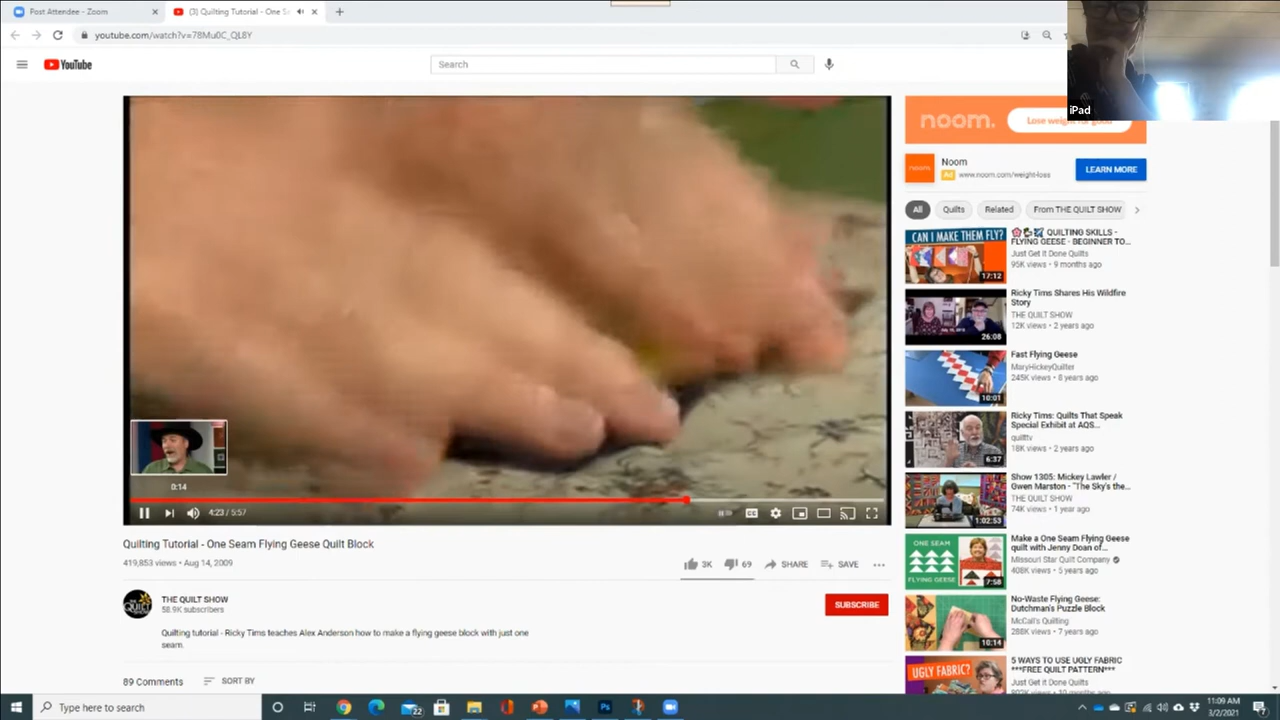 Post Attendee - Zoom
(3) Quilting Tutorial - One S
youtube.com/watch?v=78Mu0C_QL8Y
YouTube
Search
iPad
noom.
Lose weight for good
Noom
Ad www.noom.com/weight-loss
LEARN MORE
All
Quilts
Related
From THE QUILT SHOW
CAN I MAKE THEM FLY?
17:12
QUILTING SKILLS -
FLYING GEESE - BEGINNER TO...
Just Get it Done Quilts
95K views • 9 months ago
26:08
Ricky Tims Shares His Wildfire
Story
THE QUILT SHOW
12K views • 2 years ago
10:01
Fast Flying Geese
MaryHickeyQuilter
245K views • 8 years ago
6:37
Ricky Tims: Quilts That Speak
Special Exhibit at AQS...
quilttv
18K views • 2 years ago
1:02:53
Show 1305: Mickey Lawler /
Gwen Marston - "The Sky's the...
THE QUILT SHOW
74K views • 1 year ago
ONE SEAM
FLYING GEESE
7:58
Make a One Seam Flying Geese
quilt with Jenny Doan of...
Missouri Star Quilt Company
408K views • 5 years ago
10:14
No-Waste Flying Geese:
Dutchman's Puzzle Block
McCall's Quilting
288K views • 7 years ago
UGLY FABRIC?
5 WAYS TO USE UGLY FABRIC
***FREE QUILT PATTERN***
Just Get it Done Quilts
0:14
4:23 / 5:57
CC
Quilting Tutorial - One Seam Flying Geese Quilt Block
419,853 views • Aug 14, 2009
3K
69
SHARE
SAVE
THE QUILT SHOW
58.9K subscribers
SUBSCRIBE
Quilting tutorial - Ricky Tims teaches Alex Anderson how to make a flying geese block with just one
seam.
89 Comments
SORT BY
Type here to search
22
11:09 AM
3/2/2021
7